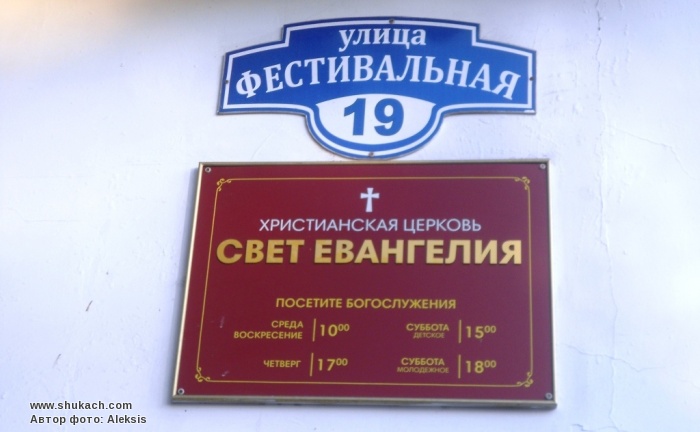 улица
ФЕСТИВАЛЬНАЯ
19
ХРИСТИАНСКАЯ ЦЕРКОВЬ
СВЕТ ЕВАНГЕЛИЯ
ПОСЕТИТЕ БОГОСЛУЖЕНИЯ
СРЕДА
ВОСКРЕСЕНИЕ 10⁰⁰
СУББОТА
ДЕТСКОЕ 15⁰⁰
ЧЕТВЕРГ 17⁰⁰
СУББОТА
МОЛОДЕЖНОЕ 18⁰⁰
www.shukach.com
Автор фото: Aleksis